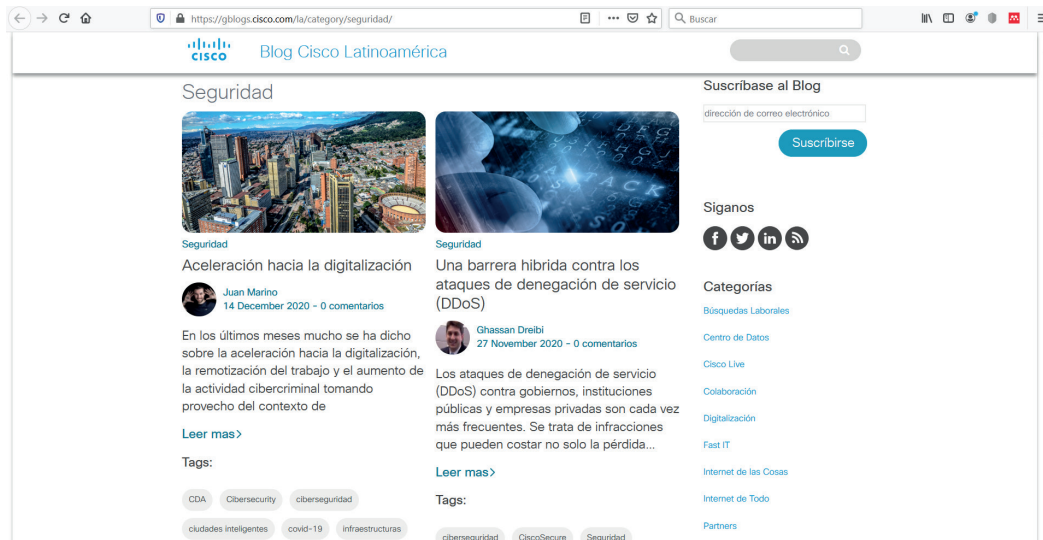 https://gblogs.cisco.com/la/category/seguridad/
Buscar
CISCO
Blog Cisco Latinoamérica
Seguridad
Seguridad
Aceleración hacia la digitalización
Juan Marino
14 December 2020 - 0 comentarios
En los últimos meses mucho se ha dicho
sobre la aceleración hacia la digitalización,
la remotización del trabajo y el aumento de
la actividad cibercriminal tomando
provecho del contexto de
Leer mas>
Tags:
CDA Cibersecurity ciberseguridad
ciudades inteligentes covid-19 infraestructuras
ATTACK
Seguridad
Una barrera hibrida contra los
ataques de denegación de servicio
(DDoS)
Ghassan Dreibi
27 November 2020 - 0 comentarios
Los ataques de denegación de servicio
(DDoS) contra gobiernos, instituciones
públicas y empresas privadas son cada vez
más frecuentes. Se trata de infracciones
que pueden costar no solo la pérdida...
Leer mas>
Tags:
ciberseguridad CiscoSecure Seguridad
Suscríbase al Blog
dirección de correo electrónico
Suscríbirse
Siganos
Categorías
Búsquedas Laborales
Centro de Datos
Cisco Live
Colaboración
Digitalización
Fast IT
Internet de las Cosas
Internet de Todo
Partners